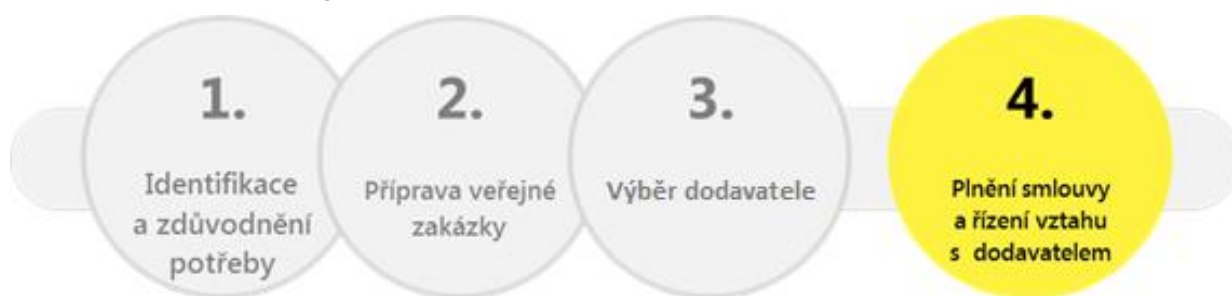 1.
Identifikace
a zdůvodnění
potřeby
2.
Příprava veřejné
zakázky
3.
Výběr dodavatele
4.
Plnění smlouvy
a řízení vztahu
s dodavatelem